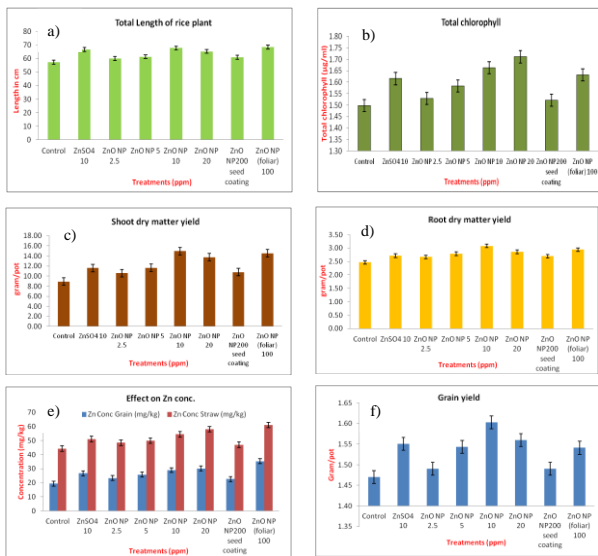 Total Length of rice plant
a)
Length in cm
80
70
60
50
40
30
20
10
0
Control
ZnSO4
10
ZnO NP
2.5
ZnO NP 5
ZnO NP
10
ZnO NP
20
ZnO
NP200
seed
coating
ZnO NP
(foliar)
100
Treatments (ppm)
Total chlorophyll
b)
Total chlorophyll (µg/ml)
1.80
1.75
1.70
1.65
1.60
1.55
1.50
1.45
1.40
1.35
1.30
Control
ZnSO4 10
ZnO NP 2.5
ZnO NP 5
ZnO NP 10
ZnO NP 20
ZnO
NP200 seed
coating
ZnO NP
(foliar) 100
Treatments (ppm)
Shoot dry matter yield
c)
gram/pot
18.00
16.00
14.00
12.00
10.00
8.00
6.00
4.00
2.00
0.00
Control
ZnSO4 10
ZnO NP
2.5
ZnO NP 5
ZnO NP
10
ZnO NP
20
ZnO
NP200
seed
coating
ZnO NP
(foliar)
100
Treatments (ppm)
Root dry matter yield
d)
gram/pot
3.50
3.00
2.50
2.00
1.50
1.00
0.50
0.00
Control
ZnSO4 10
ZnO NP
2.5
ZnO NP 5
ZnO NP
10
ZnO NP
20
ZnO
NP200
seed
coating
ZnO NP
(foliar)
100
Treatments (ppm)
Effect on Zn conc.
e)
Zn Conc Grain (mg/kg)
Zn Conc Straw (mg/kg)
Concentration (mg/kg)
70
60
50
40
30
20
10
0
Control
ZnSO4
10
ZnO NP
2.5
ZnO NP
5
ZnO NP
10
ZnO NP
20
ZnO
NP200
seed
coating
ZnO NP
(foliar)
100
Treatments (ppm)
Grain yield
f)
Gram/pot
1.65
1.60
1.55
1.50
1.45
1.40
1.35
Control
ZnSO4
10
ZnO NP
2.5
ZnO NP
5
ZnO NP
10
ZnO NP
20
ZnO
NP200
seed
coating
ZnO NP
(foliar)
100
Treatments (ppm)